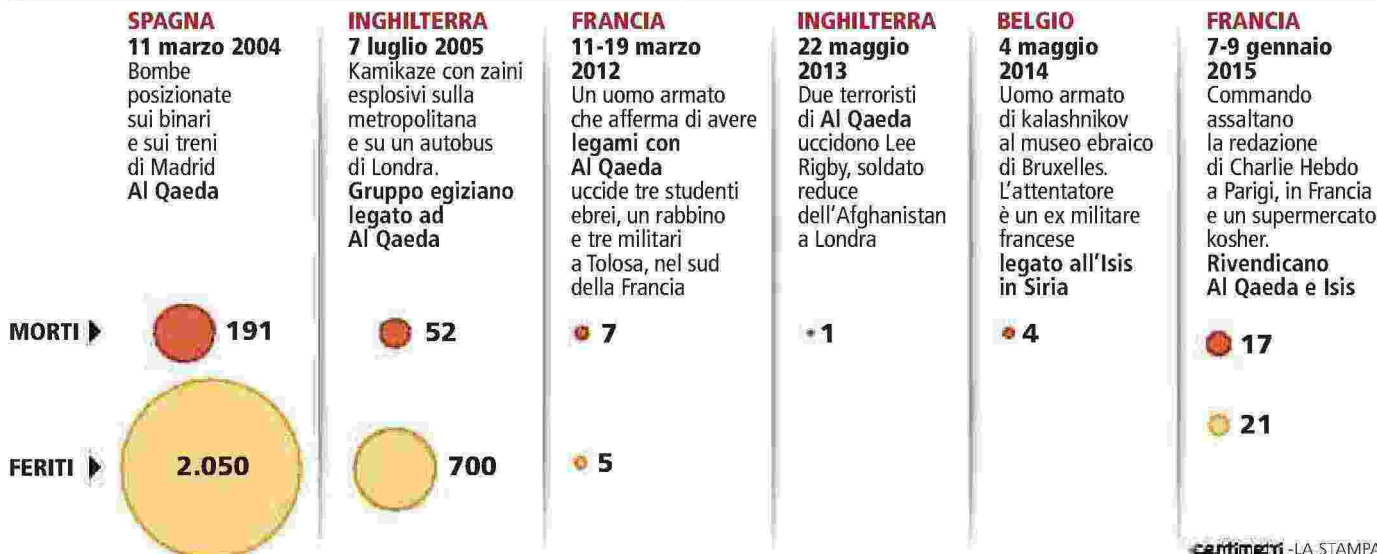 SPAGNA
11 marzo 2004
Bombe
posizionate
sui binari
e sui treni
di Madrid
Al Qaeda
INGHILTERRA
7 luglio 2005
Kamikaze con zaini
esplosivi sulla
metropolitana
e su un autobus
di Londra.
Gruppo egiziano
legato ad
Al Qaeda
FRANCIA
11-19 marzo
2012
Un uomo armato
che afferma di avere
legami con
Al Qaeda
uccide tre studenti
ebrei, un rabbino
e tre militari
a Tolosa, nel sud
della Francia
INGHILTERRA
22 maggio
2013
Due terroristi
di Al Qaeda
uccidono Lee
Rigby, soldato
reduce
dell'Afghanistan
a Londra
BELGIO
4 maggio
2014
Uomo armato
di kalashnikov
al museo ebraico
di Bruxelles.
L'attentatore
è un ex militare
francese
legato all'Isis
in Siria
FRANCIA
7-9 gennaio
2015
Commando
assaltano
la redazione
di Charlie Hebdo
a Parigi, in Francia
e un supermercato
kosher.
Rivendicano
Al Qaeda e Isis
MORTI 191 52 7 1 4 17
FERITI 2.050 700 5 21
centimetri - LA STAMPA